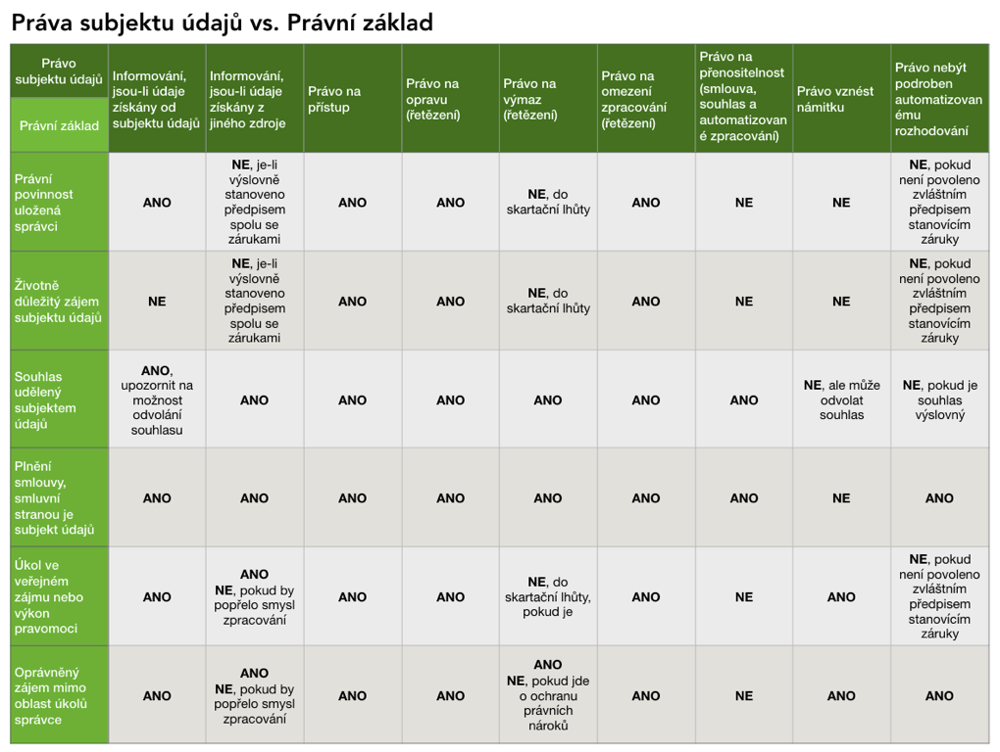 Práva subjektu údajů vs. Právní základ
Právo
subjektu údajů
Právní základ
Informování,
jsou-li údaje
získány od
subjektu údajů
Informování,
jsou-li údaje
získány z
jiného zdroje
Právo na
přístup
Právo na
opravu
(řetězení)
Právo na
výmaz
(řetězení)
Právo na
omezení
zpracování
(řetězení)
Právo na
přenositelnost
(smlouva,
souhlas a
automatizovan
é zpracování)
Právo vznést
námitku
Právo nebýt
podroben
automatizovan
ému
rozhodování
Právní
povinnost
uložená
správci
ANO
NE, je-li
výslovně
stanoveno
předpisem
spolu se
zárukami
ANO
ANO
NE, do
skartační lhůty
ANO
NE
NE
NE, pokud
není povoleno
zvláštním
předpisem
stanovícím
záruky
Životně
důležitý zájem
subjektu údajů
NE
NE, je-li
výslovně
stanoveno
předpisem
spolu se
zárukami
ANO
ANO
NE, do
skartační lhůty
ANO
NE
NE
NE, pokud
není povoleno
zvláštním
předpisem
stanovícím
záruky
Souhlas
udělený
subjektem
údajů
ANO,
upozornit na
možnost
odvolání
souhlasu
ANO
ANO
ANO
ANO
ANO
ANO
NE, ale může
odvolat
souhlas
NE, pokud je
souhlas
výslovný
Plnění
smlouvy,
smluvní
stranou je
subjekt údajů
ANO
ANO
ANO
ANO
ANO
ANO
ANO
NE
ANO
Úkol ve
veřejném
zájmu nebo
výkon
pravomoci
ANO
ANO
NE, pokud by
popřelo smysl
zpracování
ANO
ANO
NE, do
skartační lhůty,
pokud je
ANO
NE
ANO
NE, pokud
není povoleno
zvláštním
předpisem
stanovícím
záruky
Oprávněný
zájem mimo
oblast úkolů
správce
ANO
ANO
NE, pokud by
popřelo smysl
zpracování
ANO
ANO
ANO
NE, pokud jde
o ochranu
právních
nároků
ANO
NE
ANO
ANO